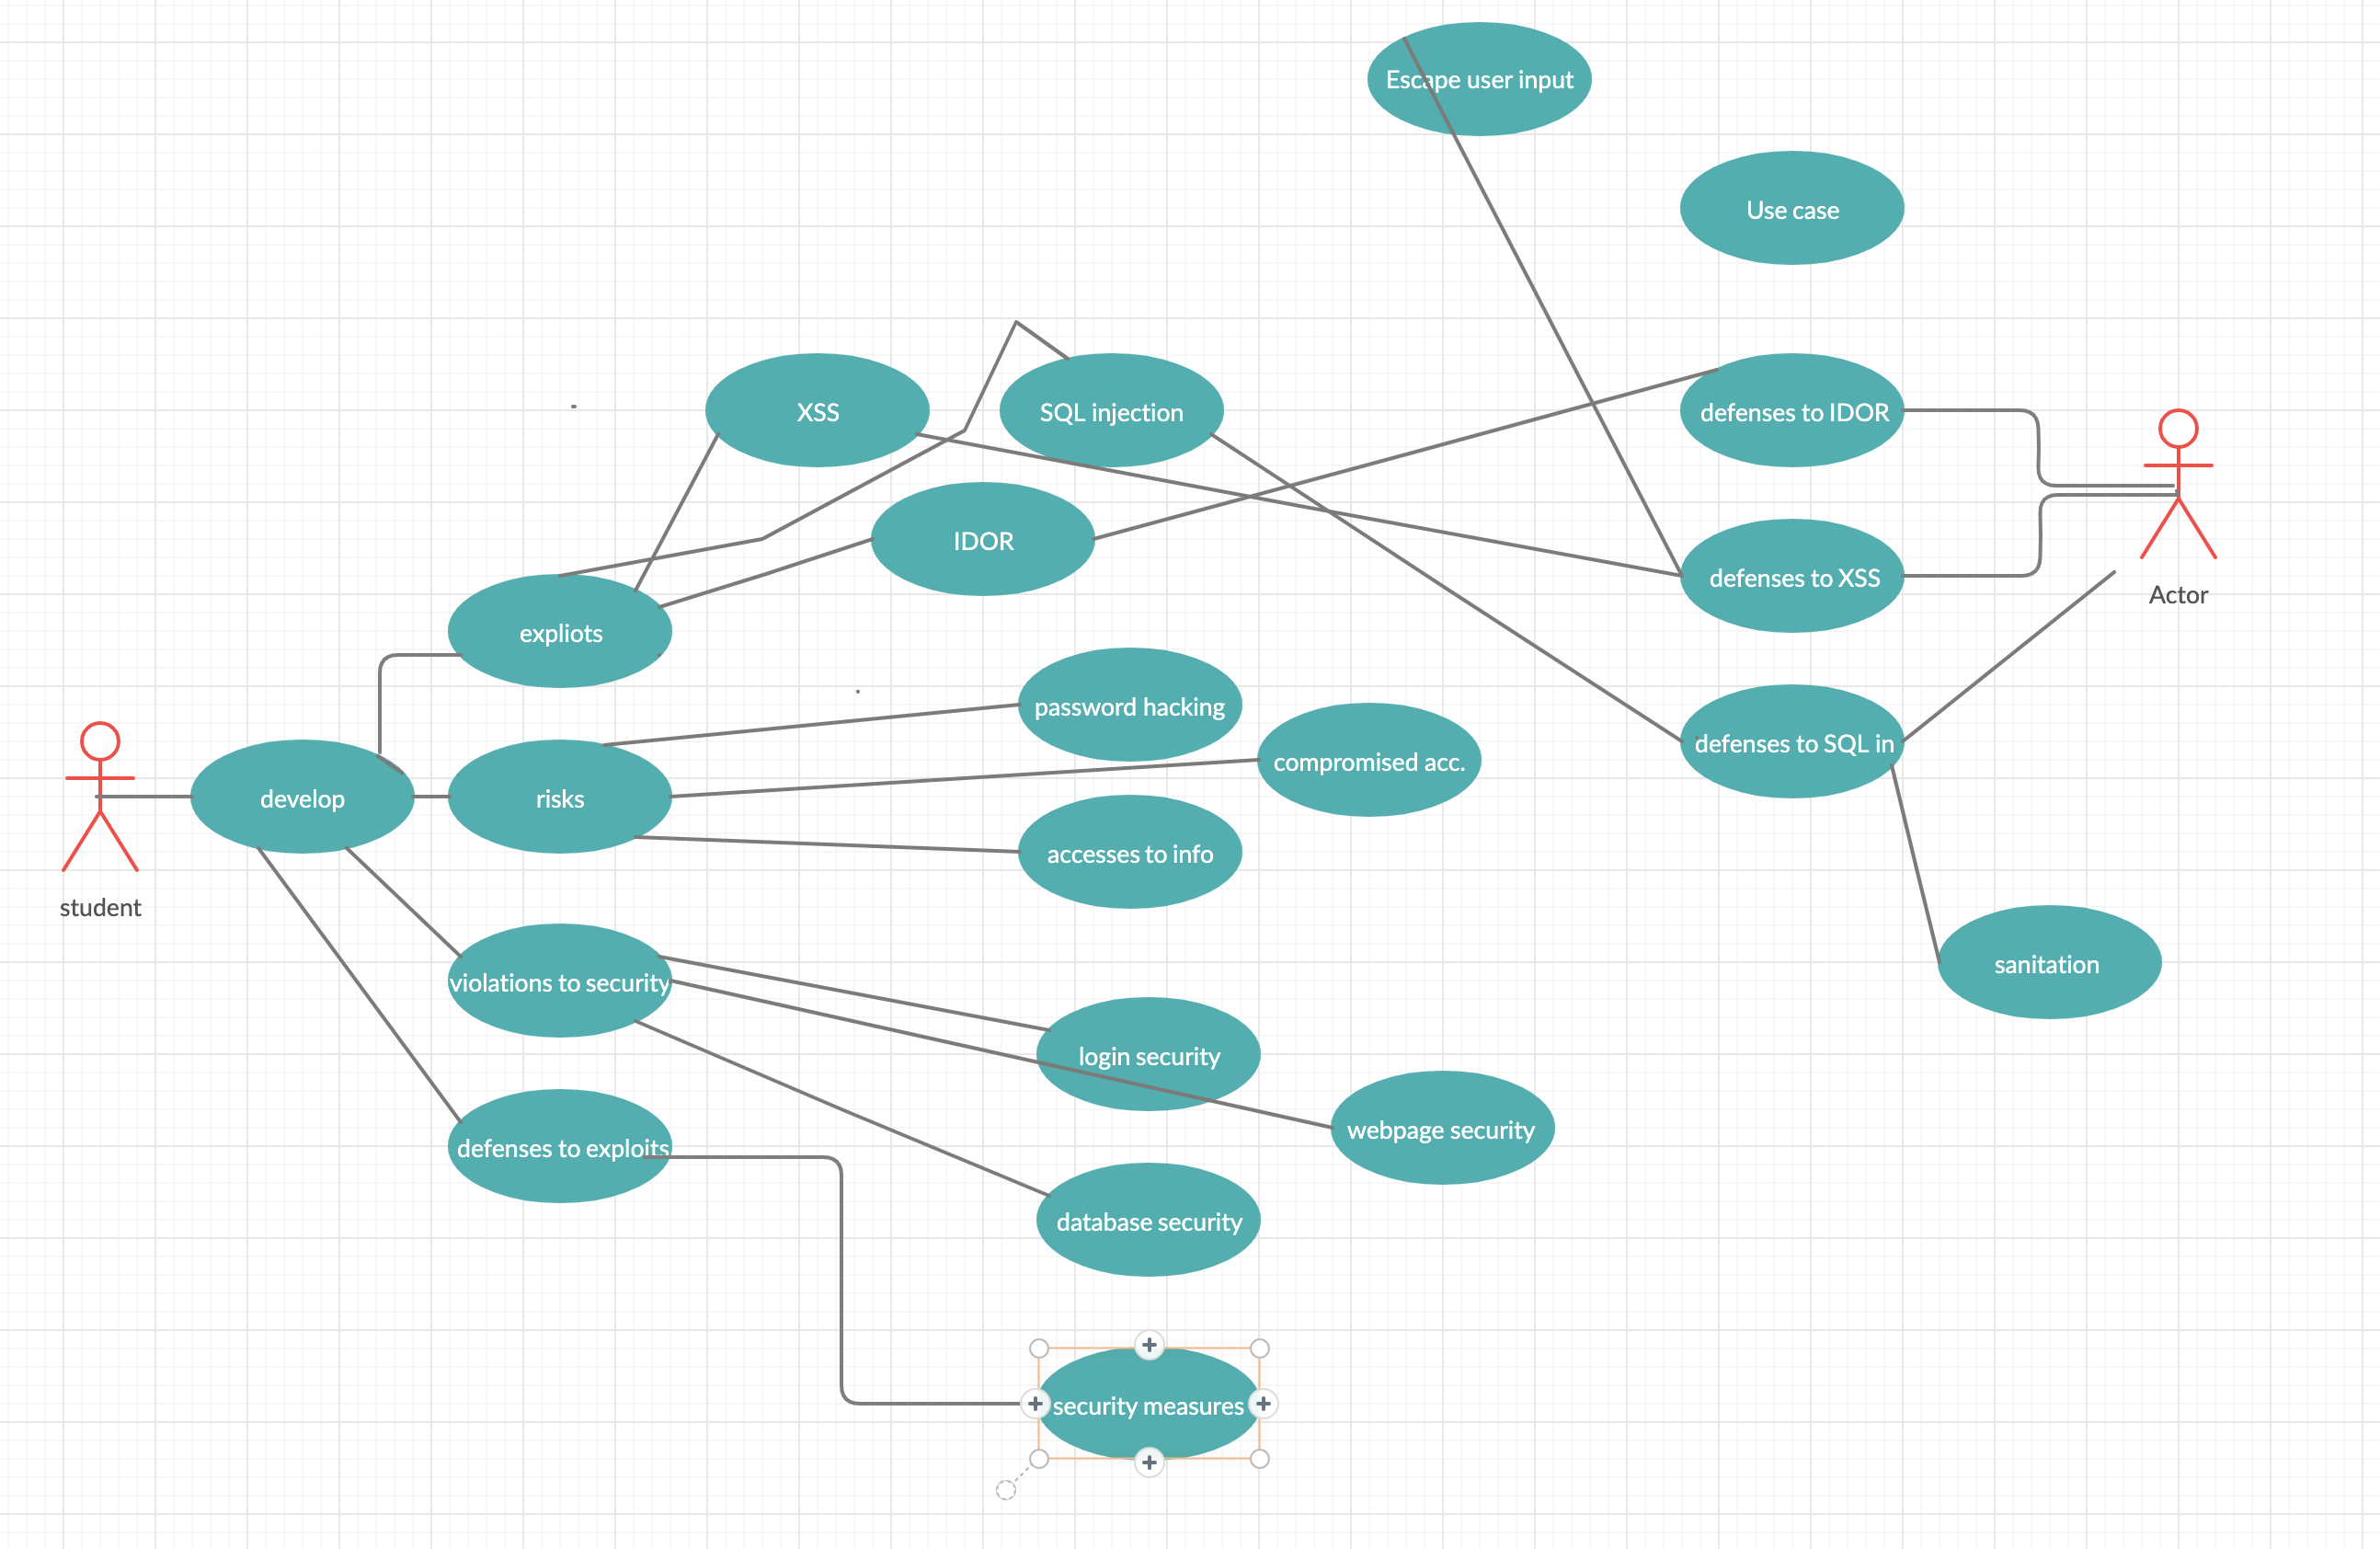 Escape user input
Use case
XSS
SQL injection
defenses to IDOR
IDOR
defenses to XSS
Actor
expliots
password hacking
compromised acc.
defenses to SQL in
develop
risks
accesses to info
student
violations to security
sanitation
login security
webpage security
defenses to exploits
database security
security measures